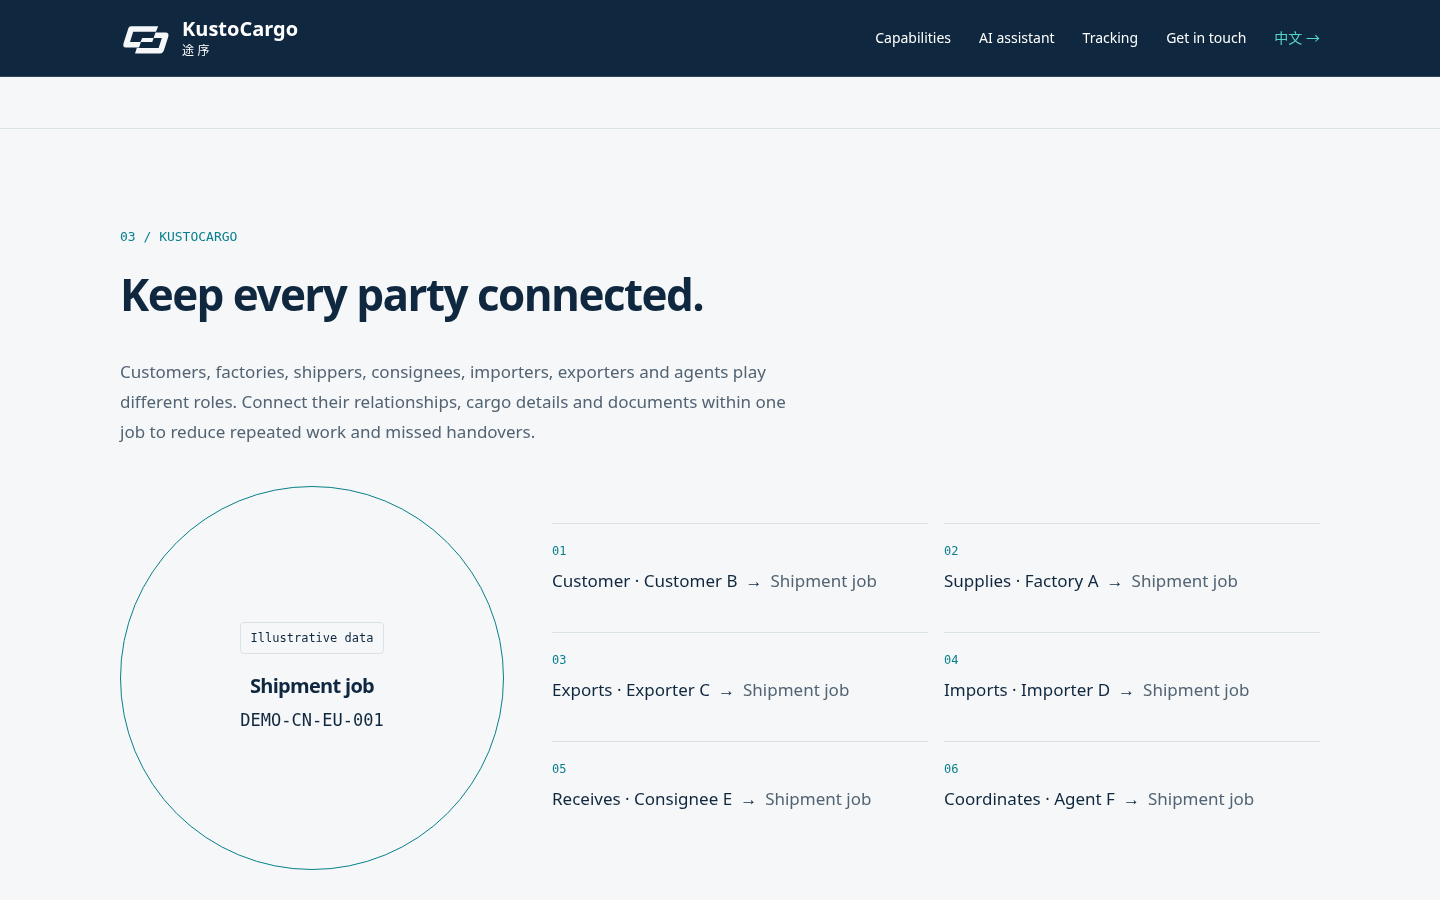 KustoCargo
途序
Capabilities
AI assistant
Tracking
Get in touch
中文 →
03 / KUSTOCARGO
Keep every party connected.
Customers, factories, shippers, consignees, importers, exporters and agents play
different roles. Connect their relationships, cargo details and documents within one
job to reduce repeated work and missed handovers.
Illustrative data
Shipment job
DEMO-CN-EU-001
01
Customer · Customer B → Shipment job
02
Supplies · Factory A → Shipment job
03
Exports · Exporter C → Shipment job
04
Imports · Importer D → Shipment job
05
Receives · Consignee E → Shipment job
06
Coordinates · Agent F → Shipment job